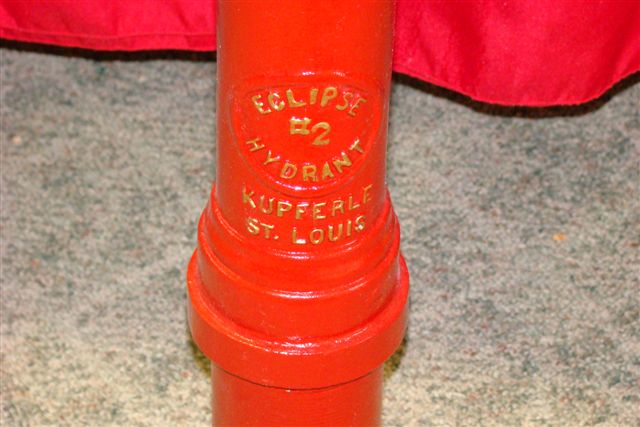 ECLIPSE
#2
HYDRANT
KUPFERLE
ST. LOUIS